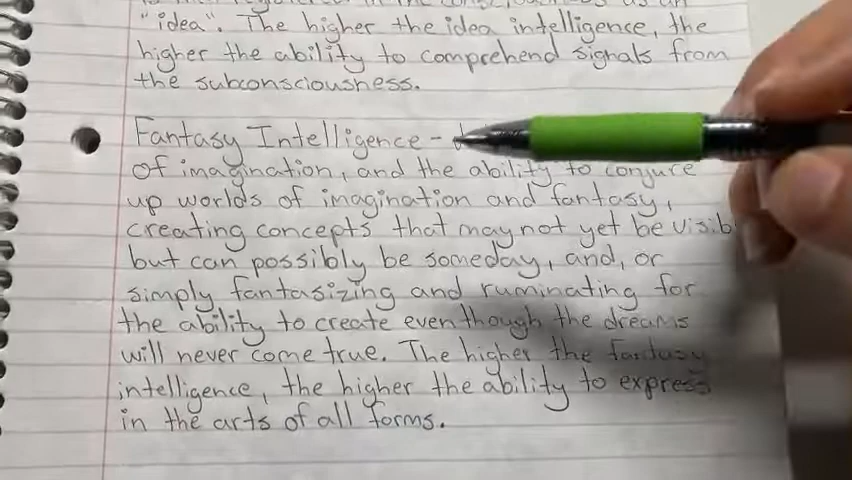 "idea". The higher the idea intelligence, the
higher the ability to comprehend signals from
the subconsciousness.
Fantasy Intelligence -
of imagination, and the ability to conjure
up worlds of imagination and fantasy,
creating concepts that may not yet be visib
but can possibly be someday, and, or
simply fantasizing and ruminating for
the ability to create even though the dreams
will never come true. The higher the fantasy
intelligence, the higher the ability to express
in the arts of all forms.